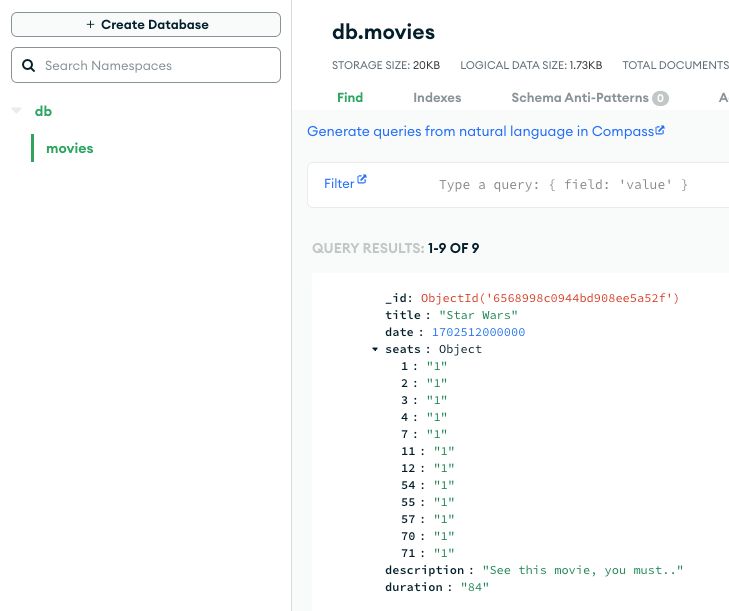 + Create Database
Search Namespaces
db
movies
db.movies
STORAGE SIZE: 20KB LOGICAL DATA SIZE: 1.73KB TOTAL DOCUMENTS
Find Indexes Schema Anti-Patterns 0 A
Generate queries from natural language in Compass
Filter Type a query: { field: 'value' }
QUERY RESULTS: 1-9 OF 9
_id: ObjectId('6568998c0944bd908ee5a52f')
title : "Star Wars"
date : 1702512000000
seats : Object
1 : "1"
2 : "1"
3 : "1"
4 : "1"
7 : "1"
11 : "1"
12 : "1"
54 : "1"
55 : "1"
57 : "1"
70 : "1"
71 : "1"
description : "See this movie, you must.."
duration : "84"